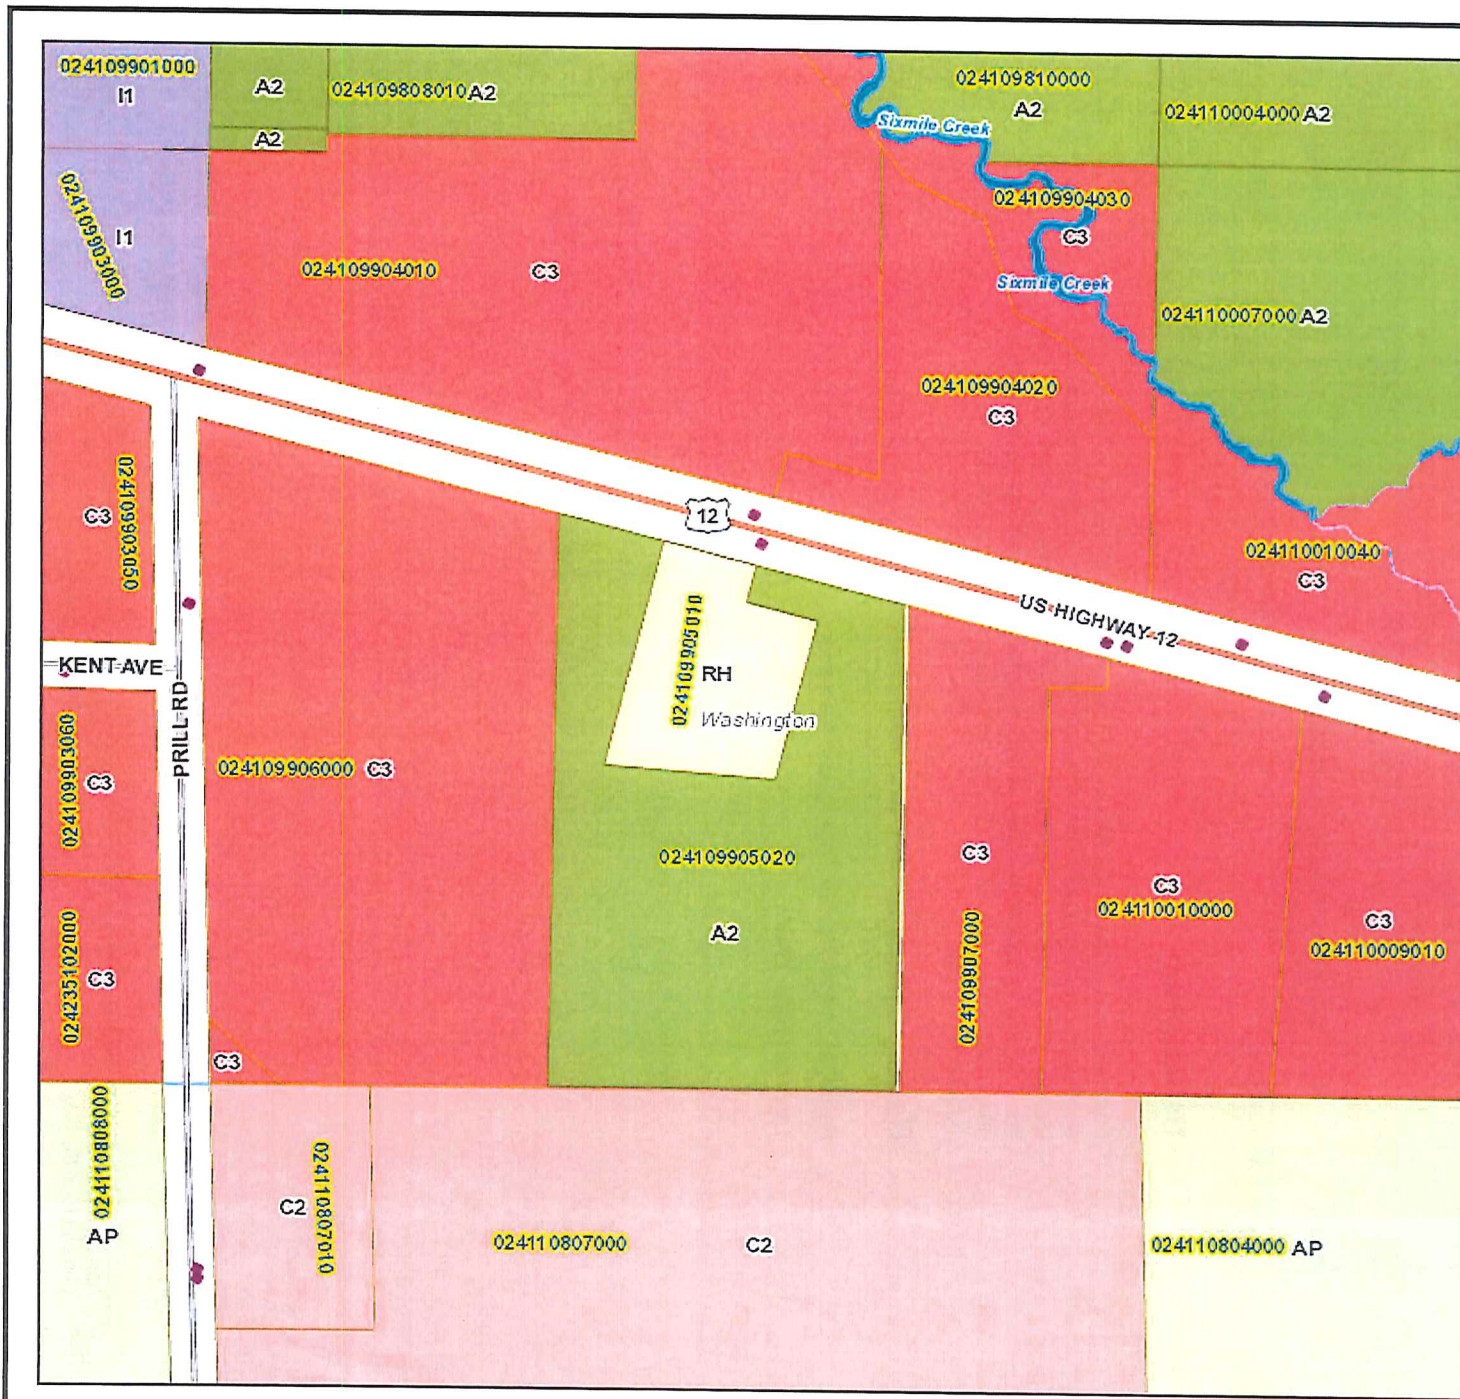 024109901000
I1
A2
024109808010 A2
024109810000
A2
024110004000 A2
A2
Sixmile Creek
024109903000
I1
024109904010
C3
024109904030
C3
Sixmile Creek
024110007000 A2
024109904020
C3
024109903050
C3
12
024110010040
C3
US HIGHWAY 12
KENT AVE
PRILL RD
024109905010
RH
Washington
024109903060
C3
024109906000 C3
024109905020
A2
C3
024109907000
C3
024110010000
C3
024110009010
024235102000
C3
C3
024110808000
AP
C2
024110807010
024110807000
C2
024110804000 AP